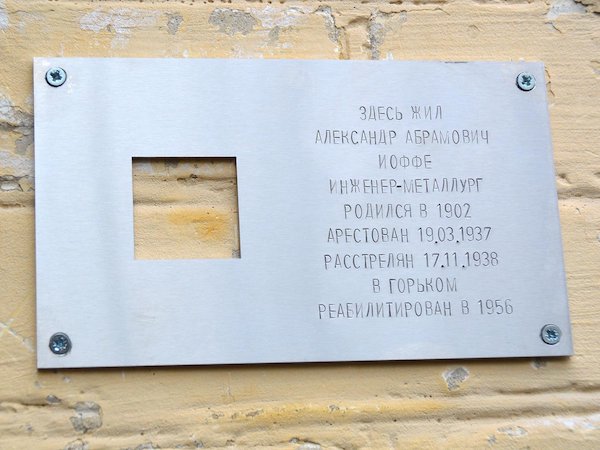 ЗДЕСЬ ЖИЛ
АЛЕКСАНДР АБРАМОВИЧ
ИОФФЕ
ИНЖЕНЕР-МЕТАЛЛУРГ
РОДИЛСЯ В 1902
АРЕСТОВАН 19.03.1937
РАССТРЕЛЯН 17.11.1938
В ГОРЬКОМ
РЕАБИЛИТИРОВАН В 1956